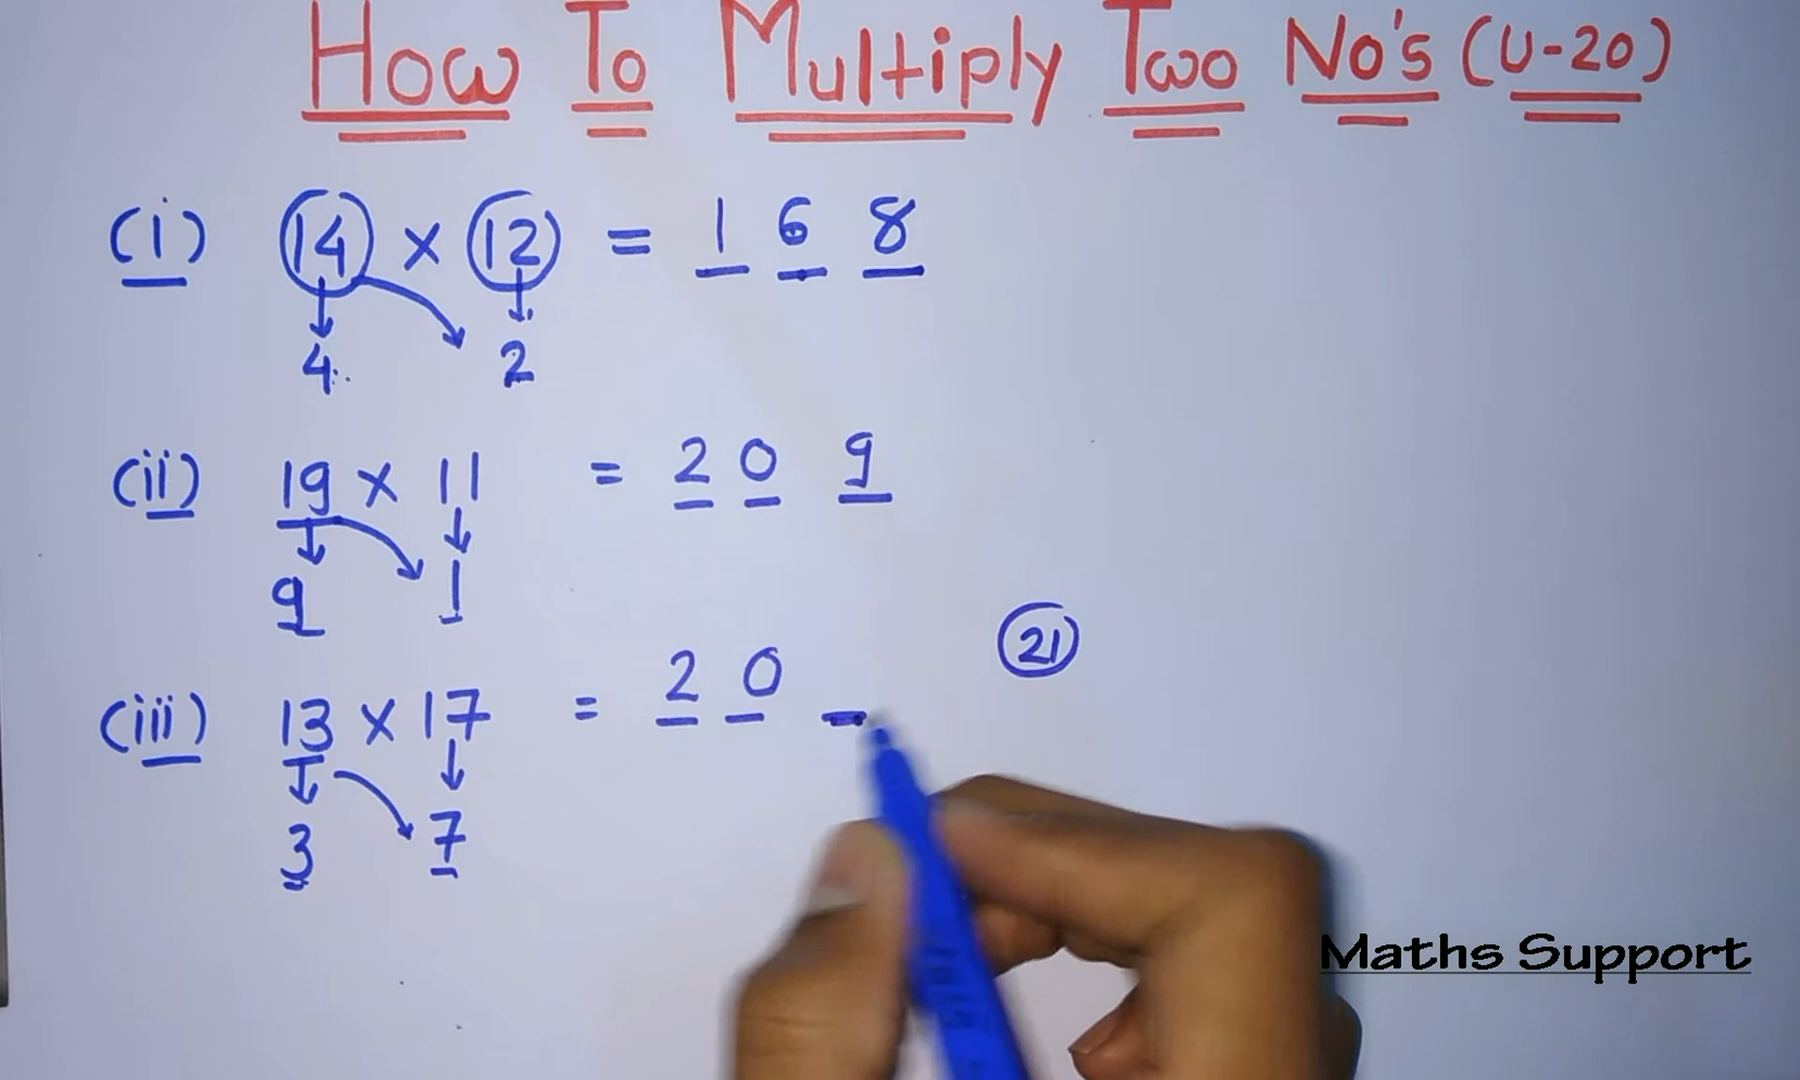 How To Multiply Two No's (U-20)
(i) 14 × 12 = 1 6 8
4 2
(ii) 19 × 11 = 2 0 9
9 1
21
(iii) 13 × 17 = 2 0 _
3 7
Maths Support